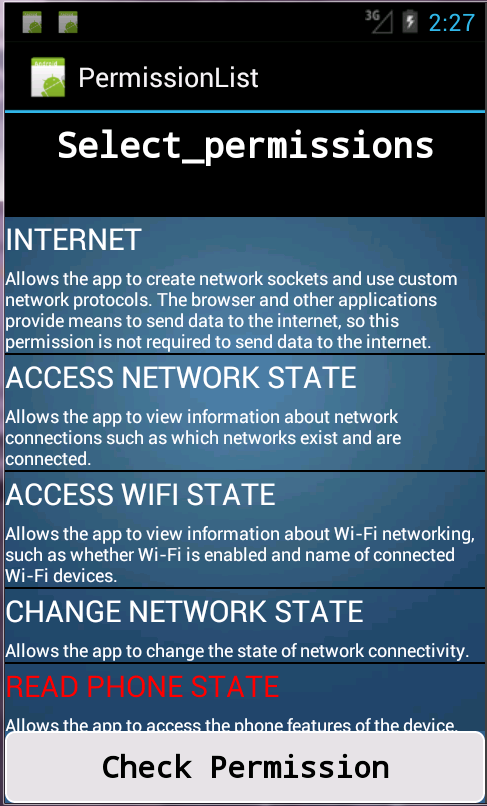 3G 2:27
PermissionList
Select_permissions
INTERNET
Allows the app to create network sockets and use custom
network protocols. The browser and other applications
provide means to send data to the internet, so this
permission is not required to send data to the internet.
ACCESS NETWORK STATE
Allows the app to view information about network
connections such as which networks exist and are
connected.
ACCESS WIFI STATE
Allows the app to view information about Wi-Fi networking,
such as whether Wi-Fi is enabled and name of connected
Wi-Fi devices.
CHANGE NETWORK STATE
Allows the app to change the state of network connectivity.
READ PHONE STATE
Allows the app to access the phone features of the device.
Check Permission